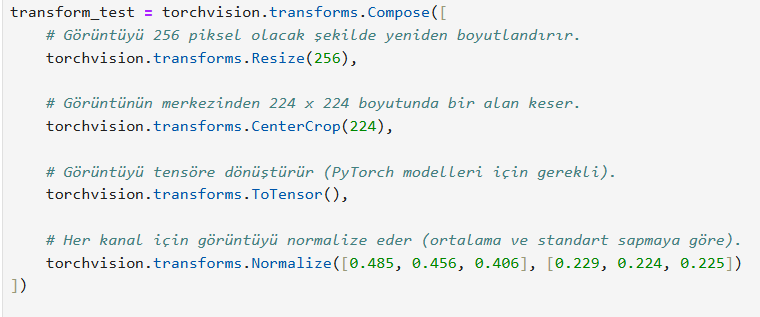 transform_test = torchvision.transforms.Compose([
    # Görüntüyü 256 piksel olacak şekilde yeniden boyutlandırır.
    torchvision.transforms.Resize(256),
    # Görüntünün merkezinden 224 x 224 boyutunda bir alan keser.
    torchvision.transforms.CenterCrop(224),
    # Görüntüyü tensöre dönüştürür (PyTorch modelleri için gerekli).
    torchvision.transforms.ToTensor(),
    # Her kanal için görüntüyü normalize eder (ortalama ve standart sapmaya göre).
    torchvision.transforms.Normalize([0.485, 0.456, 0.406], [0.229, 0.224, 0.225])
])